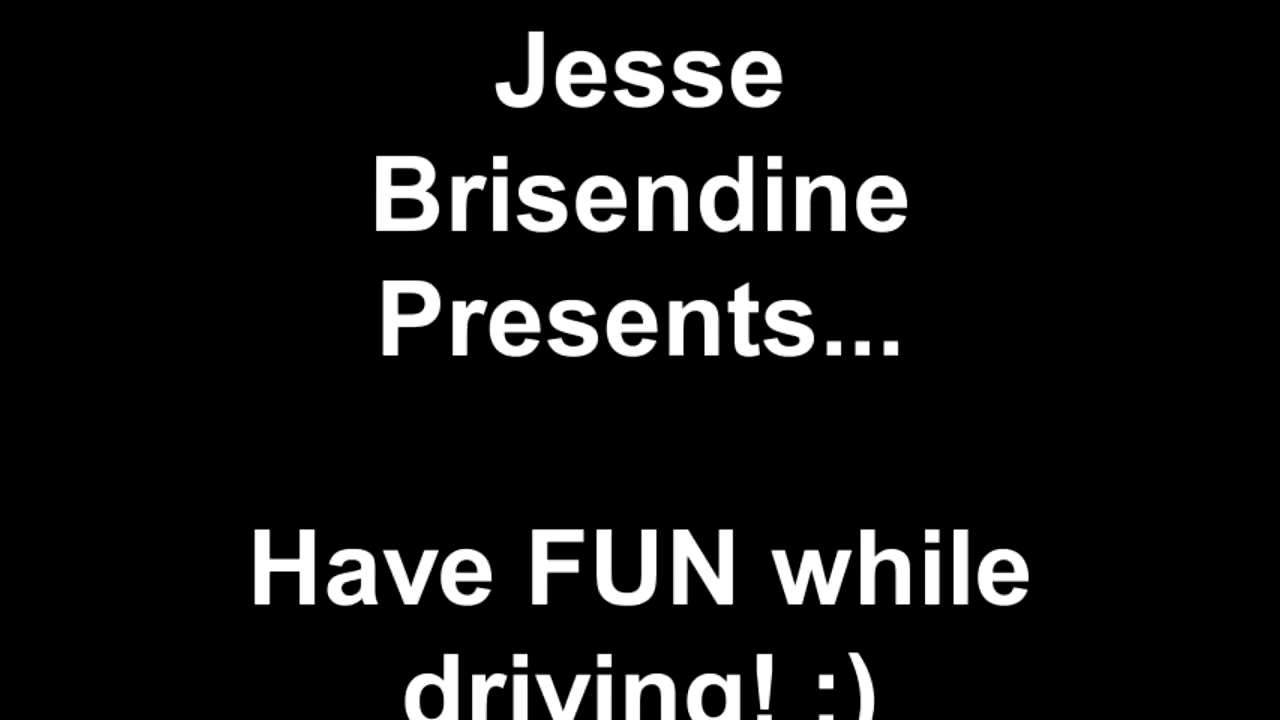 Jesse
Brisendine
Presents...
Have FUN while
driving! :)